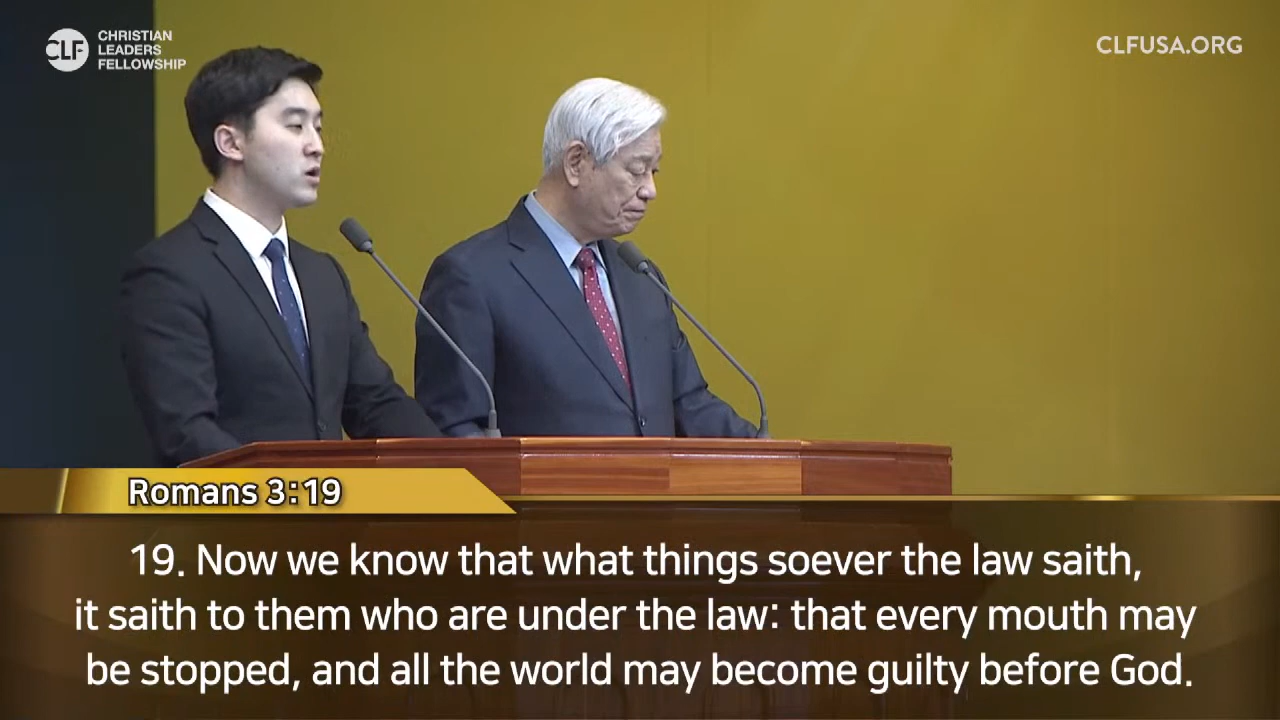 CLF
CHRISTIAN
LEADERS
FELLOWSHIP
CLFUSA.ORG
Romans 3:19
19. Now we know that what things soever the law saith,
it saith to them who are under the law: that every mouth may
be stopped, and all the world may become guilty before God.